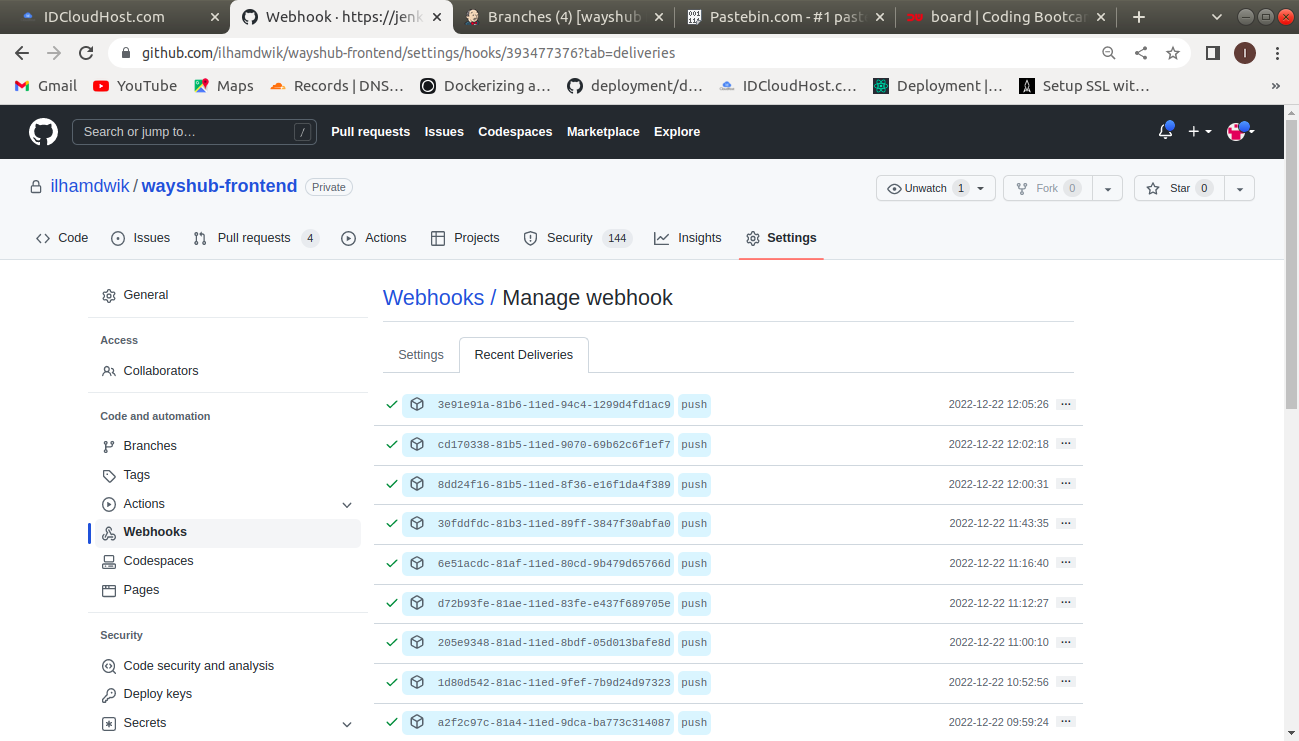 IDCloudHost.com
Webhook · https://jenk
Branches (4) [wayshub
Pastebin.com - #1 past
board | Coding Bootcar
github.com/ilhamdwik/wayshub-frontend/settings/hooks/393477376?tab=deliveries
I
Gmail YouTube Maps Records | DNS… Dockerizing a… deployment/d… IDCloudHost.c… Deployment |… Setup SSL wit… »
Search or jump to… / Pull requests Issues Codespaces Marketplace Explore
ilhamdwik / wayshub-frontend Private
Unwatch 1 Fork 0 Star 0
Code Issues Pull requests 4 Actions Projects Security 144 Insights Settings
General
Access
Collaborators
Code and automation
Branches
Tags
Actions
Webhooks
Codespaces
Pages
Security
Code security and analysis
Deploy keys
Secrets
Webhooks / Manage webhook
Settings Recent Deliveries
3e91e91a-81b6-11ed-94c4-1299d4fd1ac9 push 2022-12-22 12:05:26 ···
cd170338-81b5-11ed-9070-69b62c6f1ef7 push 2022-12-22 12:02:18 ···
8dd24f16-81b5-11ed-8f36-e16f1da4f389 push 2022-12-22 12:00:31 ···
30fddfdc-81b3-11ed-89ff-3847f30abfa0 push 2022-12-22 11:43:35 ···
6e51acdc-81af-11ed-80cd-9b479d65766d push 2022-12-22 11:16:40 ···
d72b93fe-81ae-11ed-83fe-e437f689705e push 2022-12-22 11:12:27 ···
205e9348-81ad-11ed-8bdf-05d013bafe8d push 2022-12-22 11:00:10 ···
1d80d542-81ac-11ed-9fef-7b9d24d97323 push 2022-12-22 10:52:56 ···
a2f2c97c-81a4-11ed-9dca-ba773c314087 push 2022-12-22 09:59:24 ···